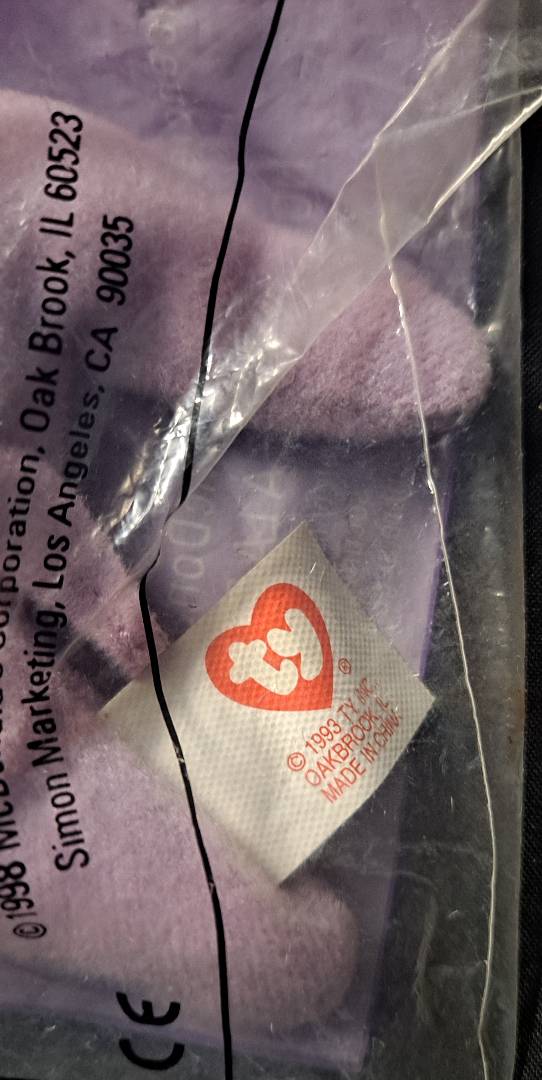 ©1998 McDonald's Corporation, Oak Brook, IL 60523
Simon Marketing, Los Angeles, CA 90035
CE
ty
®
© 1993 TY INC.
OAKBROOK IL
MADE IN CHINA